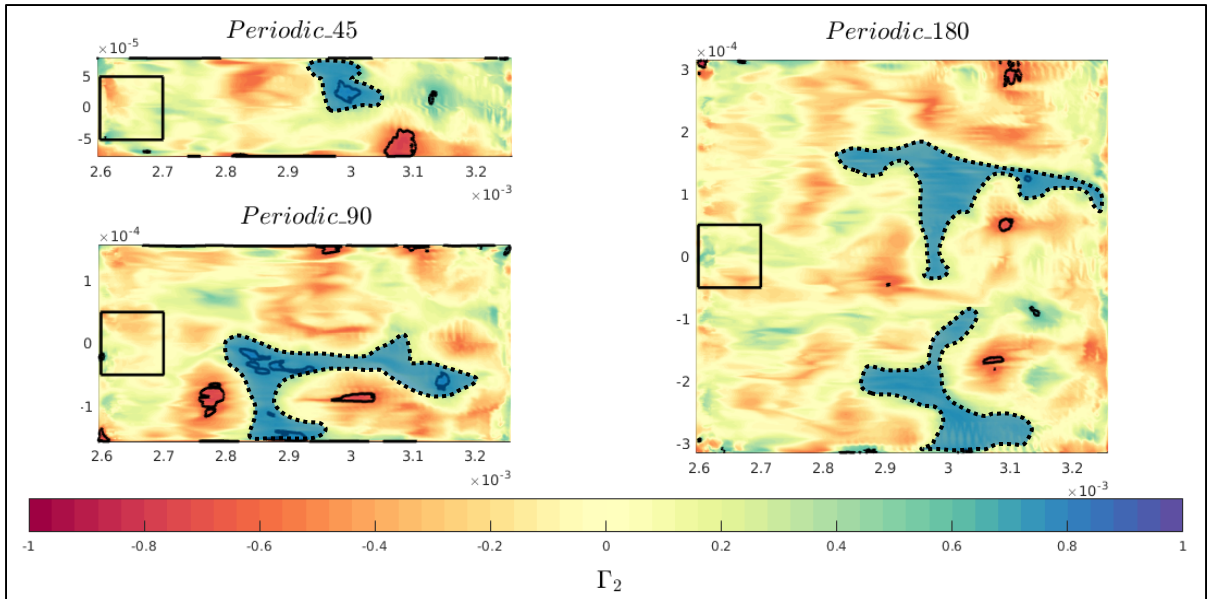 Periodic_45
×10⁻⁵
5
0
-5
2.6 2.7 2.8 2.9 3 3.1 3.2
×10⁻³
Periodic_90
×10⁻⁴
1
0
-1
2.6 2.7 2.8 2.9 3 3.1 3.2
×10⁻³
Periodic_180
×10⁻⁴
3
2
1
0
-1
-2
-3
2.6 2.7 2.8 2.9 3 3.1 3.2
×10⁻³
-1 -0.8 -0.6 -0.4 -0.2 0 0.2 0.4 0.6 0.8 1
Γ₂